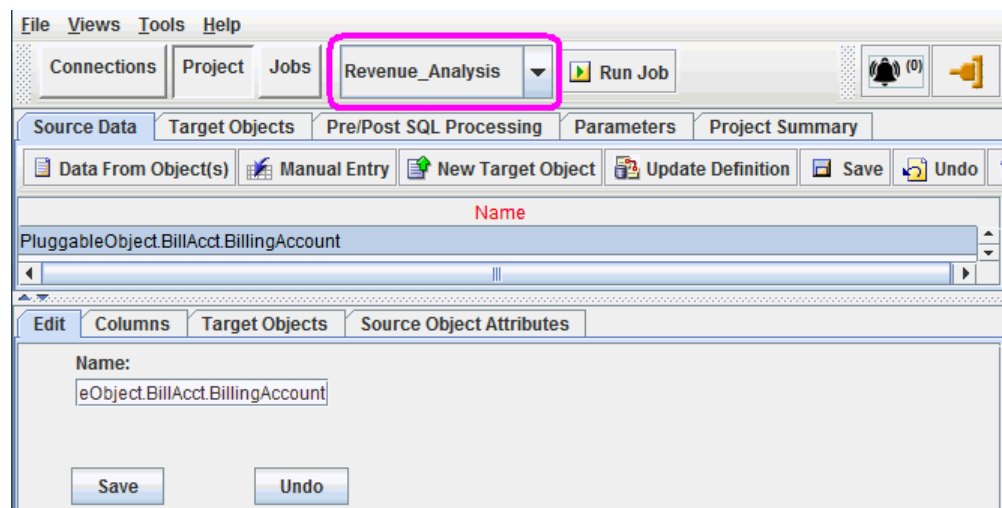 File Views Tools Help
Connections Project Jobs Revenue_Analysis Run Job (0)
Source Data Target Objects Pre/Post SQL Processing Parameters Project Summary
Data From Object(s) Manual Entry New Target Object Update Definition Save Undo
Name
PluggableObject.BillAcct.BillingAccount
Edit Columns Target Objects Source Object Attributes
Name:
eObject.BillAcct.BillingAccount
Save Undo